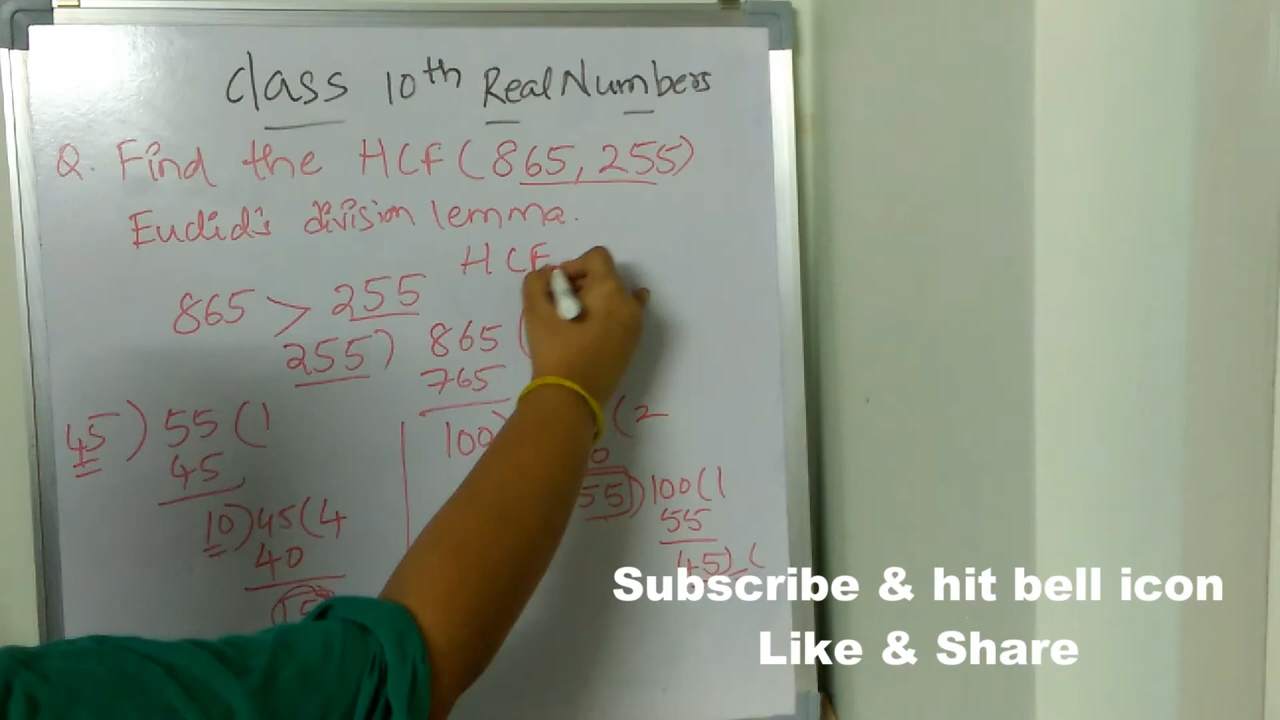 Class 10th Real Numbers
Q. Find the HCF (865, 255)
Euclid's division lemma.
HCF
865 > 255
255) 865 (
765
100) (2
0
55) 100 (1
55
45) (
45) 55 (1
45
10) 45 (4
40
Subscribe & hit bell icon
Like & Share